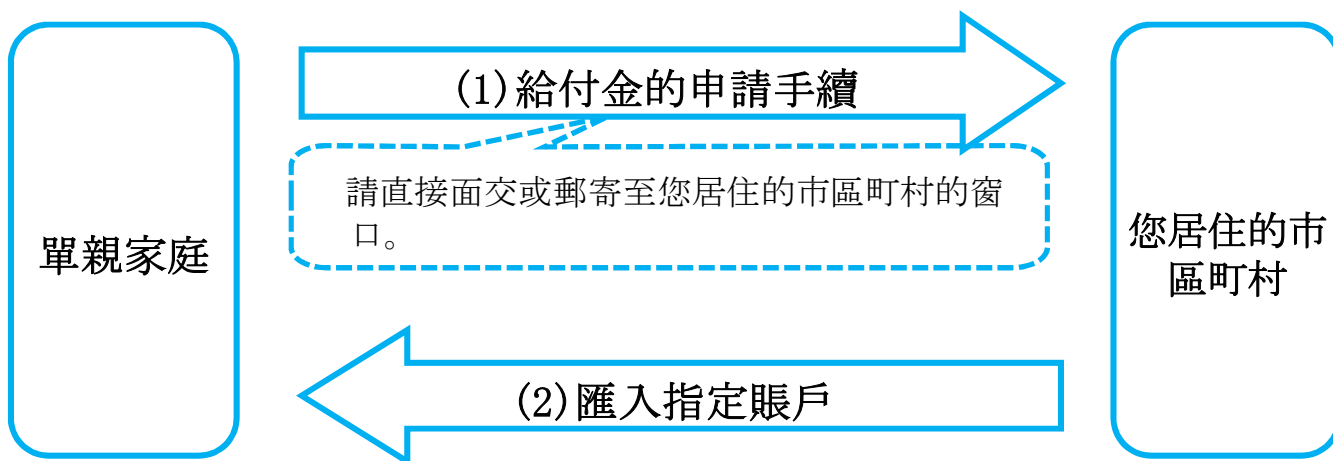 (1)給付金的申請手續
請直接面交或郵寄至您居住的市區町村的窗
口。
單親家庭
您居住的市
區町村
(2)匯入指定賬戶